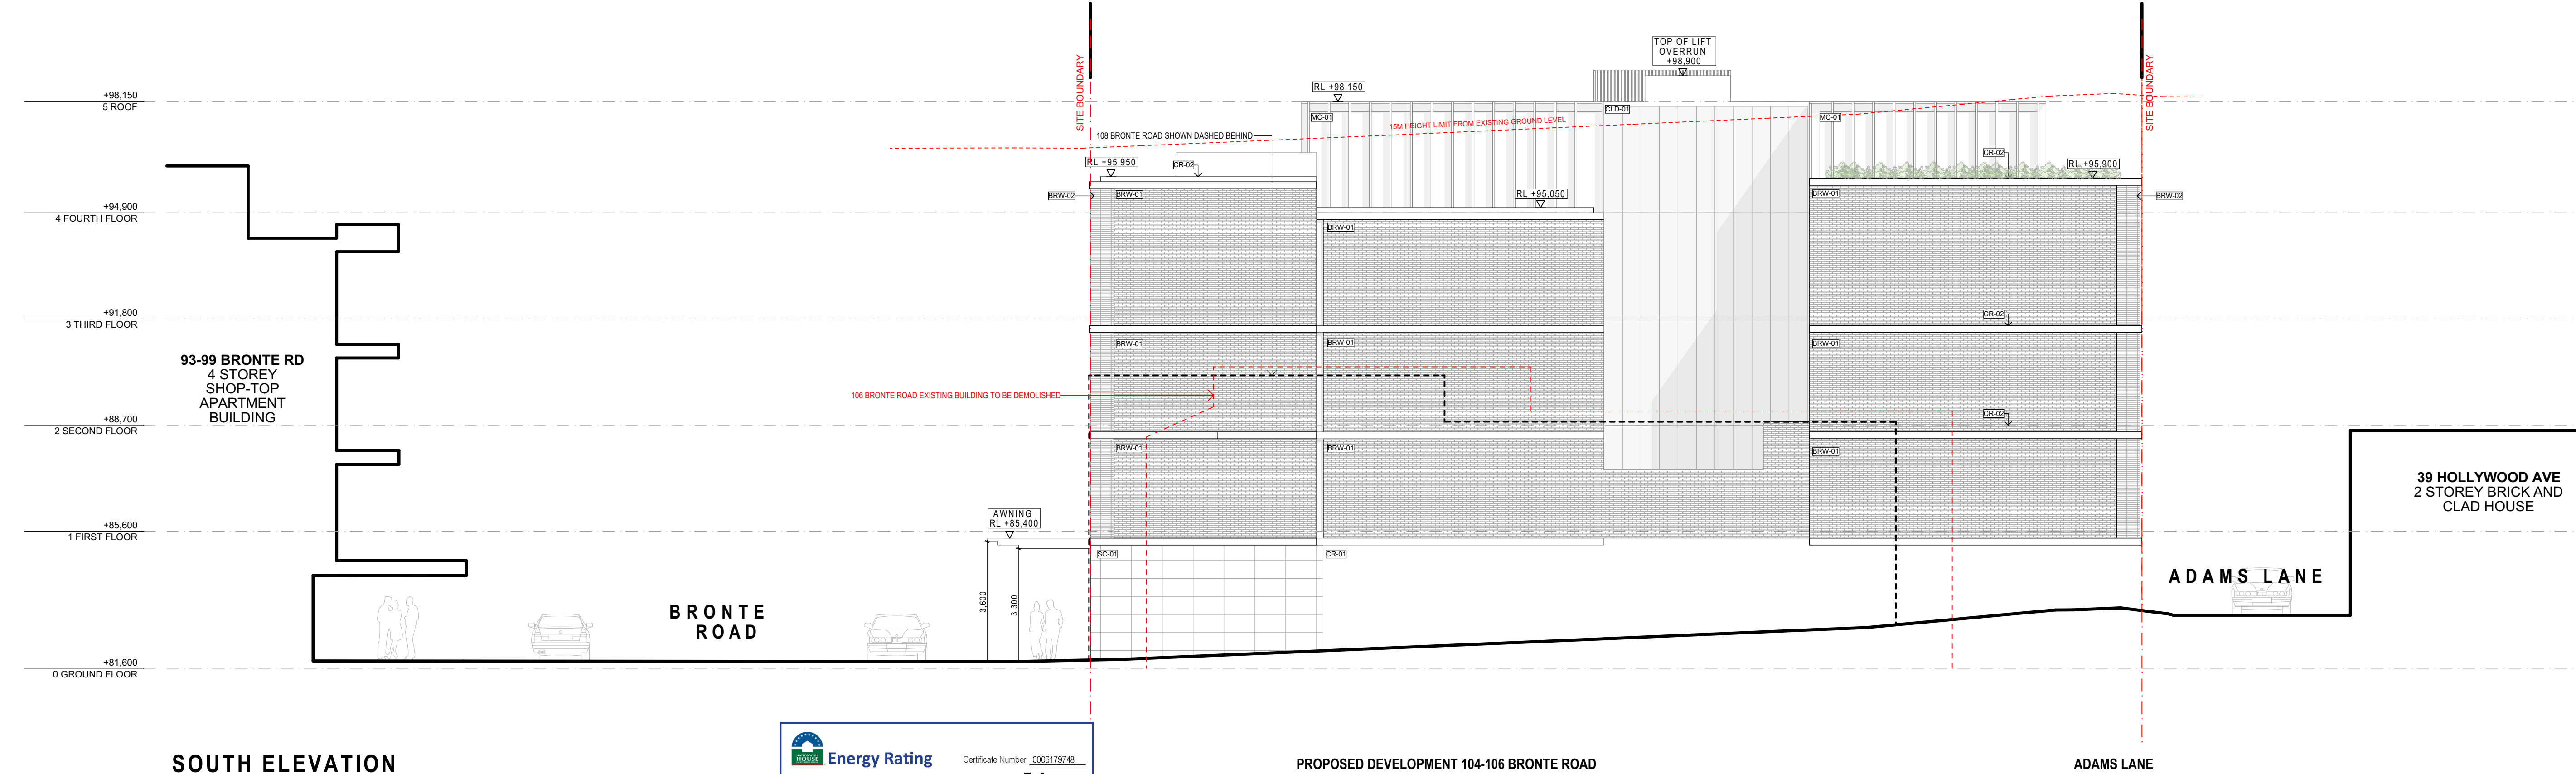 SITE BOUNDARY
TOP OF LIFT
OVERRUN
+98,900
SITE BOUNDARY
+98,150
5 ROOF
RL +98,150
MC-01
CLD-01
MC-01
15M HEIGHT LIMIT FROM EXISTING GROUND LEVEL
108 BRONTE ROAD SHOWN DASHED BEHIND
RL +95,950
CR-02
CR-02
RL +95,900
BRW-02
BRW-01
RL +95,050
BRW-01
BRW-02
+94,900
4 FOURTH FLOOR
BRW-01
+91,800
3 THIRD FLOOR
CR-02
BRW-01
BRW-01
BRW-01
93-99 BRONTE RD
4 STOREY
SHOP-TOP
APARTMENT
BUILDING
106 BRONTE ROAD EXISTING BUILDING TO BE DEMOLISHED
+88,700
2 SECOND FLOOR
CR-02
BRW-01
BRW-01
BRW-01
39 HOLLYWOOD AVE
2 STOREY BRICK AND
CLAD HOUSE
+85,600
1 FIRST FLOOR
AWNING
RL +85,400
SC-01
CR-01
ADAMS LANE
3,600
3,300
BRONTE
ROAD
+81,600
0 GROUND FLOOR
SOUTH ELEVATION
HOUSE
Energy Rating
Certificate Number 0006179748
PROPOSED DEVELOPMENT 104-106 BRONTE ROAD
ADAMS LANE